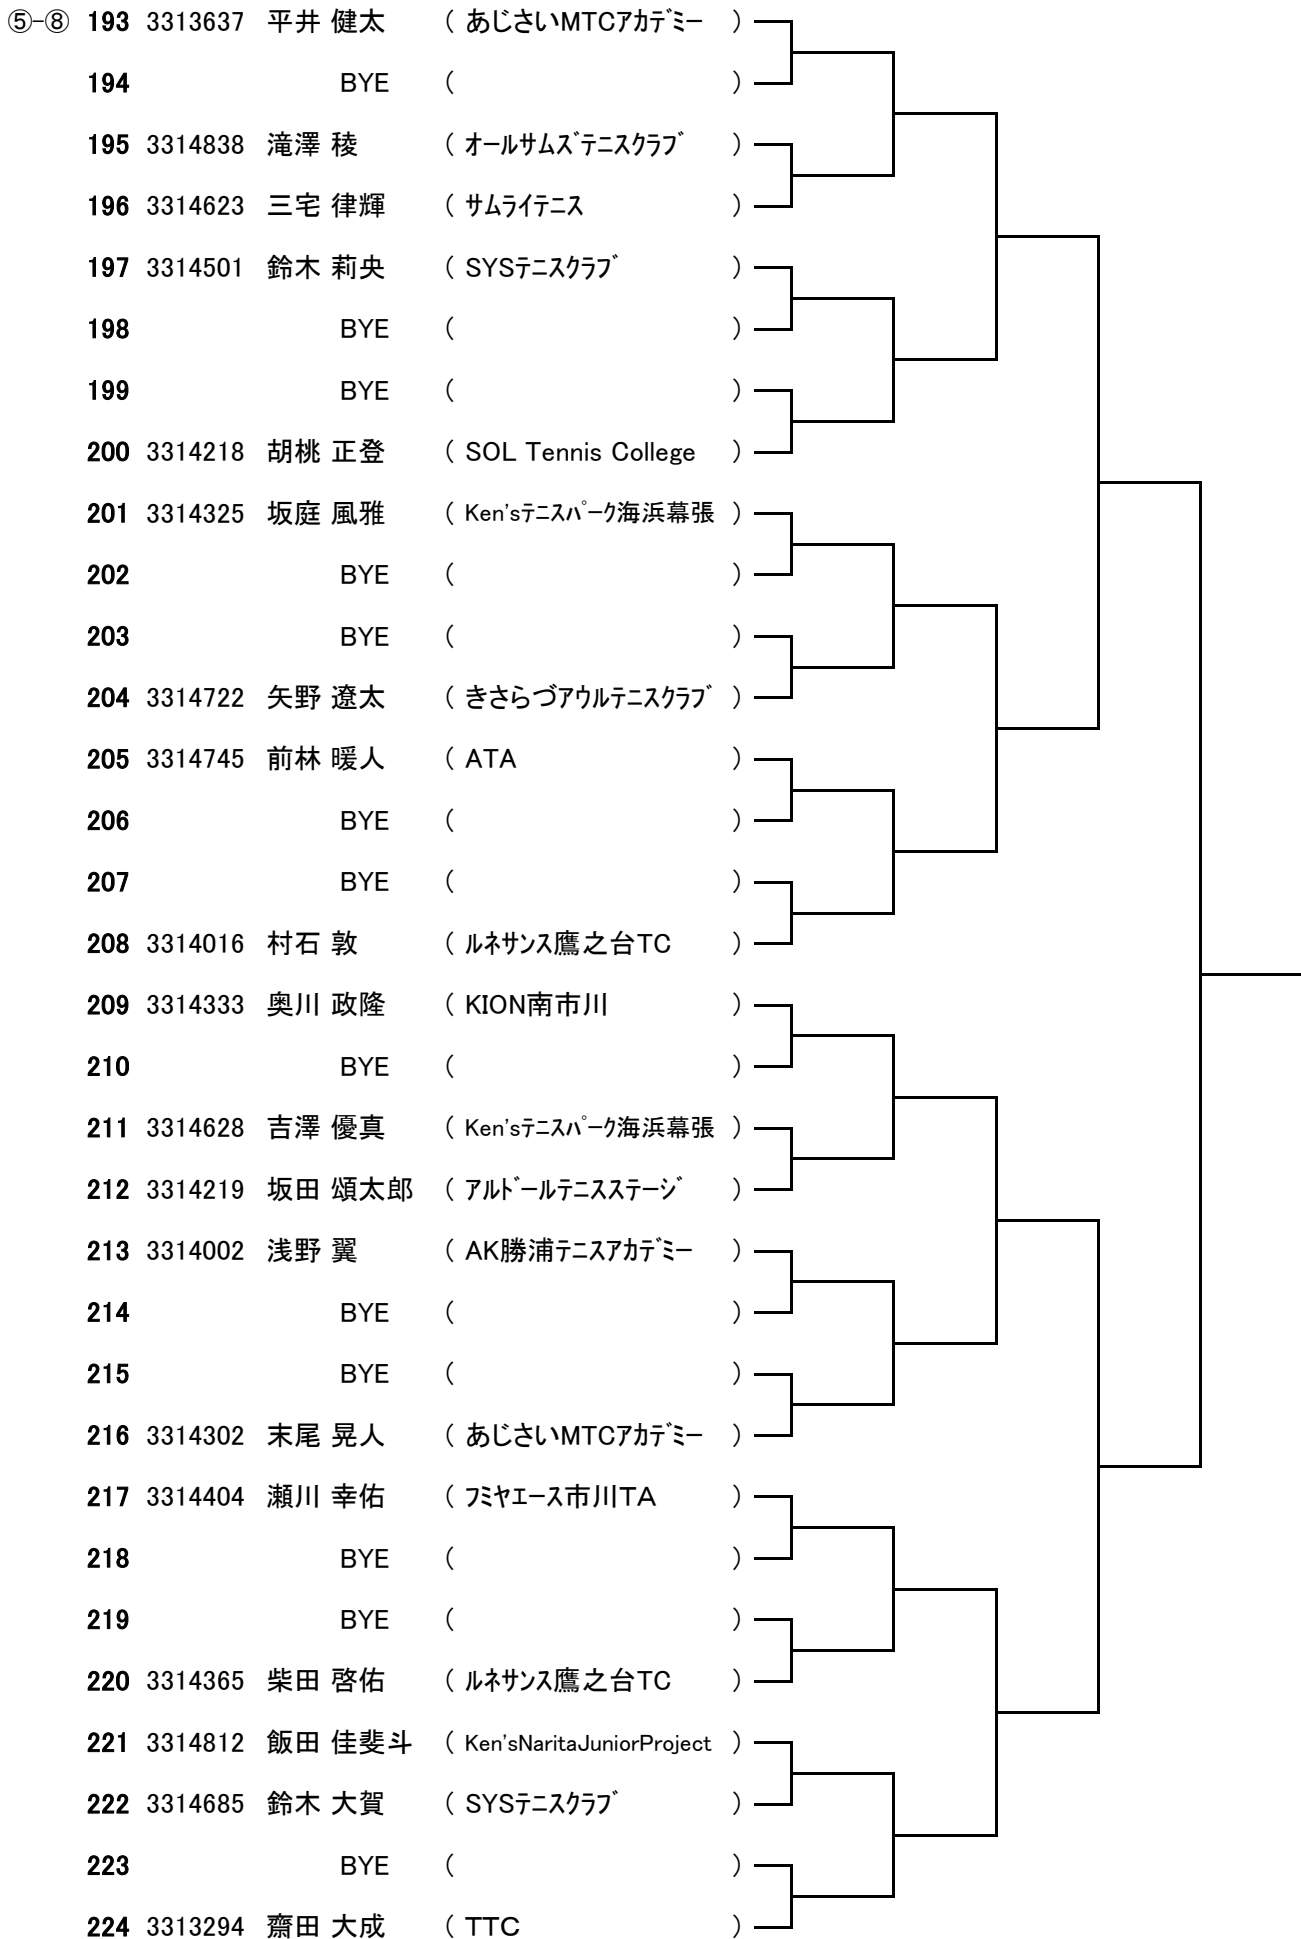 ⑤-⑧ 193 3313637 平井 健太 ( あじさいMTCｱｶﾃﾞﾐｰ )
194 BYE ( )
195 3314838 滝澤 稜 ( ｵｰﾙｻﾑｽﾞﾃﾆｽｸﾗﾌﾞ )
196 3314623 三宅 律輝 ( ｻﾑﾗｲﾃﾆｽ )
197 3314501 鈴木 莉央 ( SYSﾃﾆｽｸﾗﾌﾞ )
198 BYE ( )
199 BYE ( )
200 3314218 胡桃 正登 ( SOL Tennis College )
201 3314325 坂庭 風雅 ( Ken'sﾃﾆｽﾊﾟｰｸ海浜幕張 )
202 BYE ( )
203 BYE ( )
204 3314722 矢野 遼太 ( きさらづｱｳﾙﾃﾆｽｸﾗﾌﾞ )
205 3314745 前林 暖人 ( ATA )
206 BYE ( )
207 BYE ( )
208 3314016 村石 敦 ( ﾙﾈｻﾝｽ鷹之台TC )
209 3314333 奥川 政隆 ( KION南市川 )
210 BYE ( )
211 3314628 吉澤 優真 ( Ken'sﾃﾆｽﾊﾟｰｸ海浜幕張 )
212 3314219 坂田 頌太郎 ( ｱﾙﾄﾞｰﾙﾃﾆｽｽﾃｰｼﾞ )
213 3314002 浅野 翼 ( AK勝浦ﾃﾆｽｱｶﾃﾞﾐｰ )
214 BYE ( )
215 BYE ( )
216 3314302 末尾 晃人 ( あじさいMTCｱｶﾃﾞﾐｰ )
217 3314404 瀬川 幸佑 ( ﾌﾐﾔｴｰｽ市川TA )
218 BYE ( )
219 BYE ( )
220 3314365 柴田 啓佑 ( ﾙﾈｻﾝｽ鷹之台TC )
221 3314812 飯田 佳斐斗 ( Ken'sNaritaJuniorProject )
222 3314685 鈴木 大賀 ( SYSﾃﾆｽｸﾗﾌﾞ )
223 BYE ( )
224 3313294 齋田 大成 ( TTC )